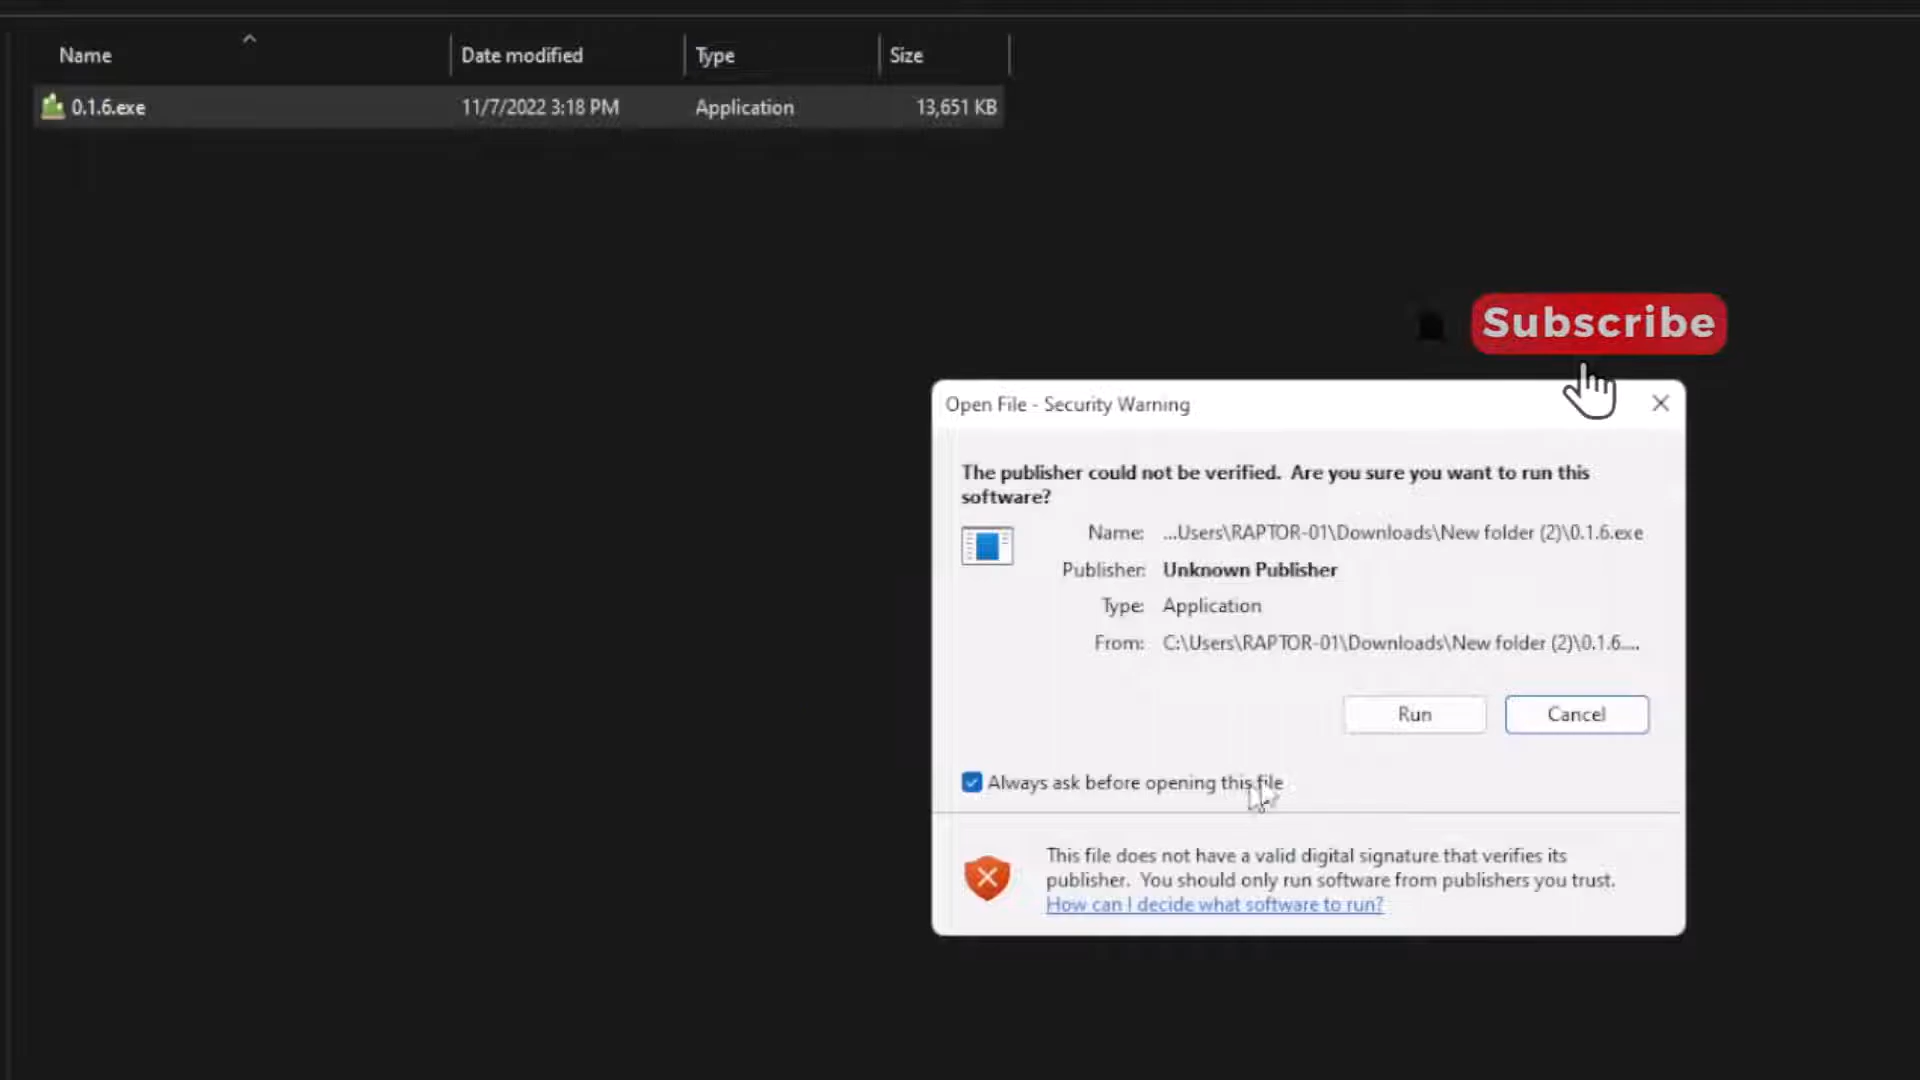 Name Date modified Type Size
0.1.6.exe 11/7/2022 3:18 PM Application 13,651 KB
Subscribe
Open File - Security Warning
The publisher could not be verified. Are you sure you want to run this
software?
Name: ...Users\RAPTOR-01\Downloads\New folder (2)\0.1.6.exe
Publisher: Unknown Publisher
Type: Application
From: C:\Users\RAPTOR-01\Downloads\New folder (2)\0.1.6....
Run Cancel
Always ask before opening this file
This file does not have a valid digital signature that verifies its
publisher. You should only run software from publishers you trust.
How can I decide what software to run?